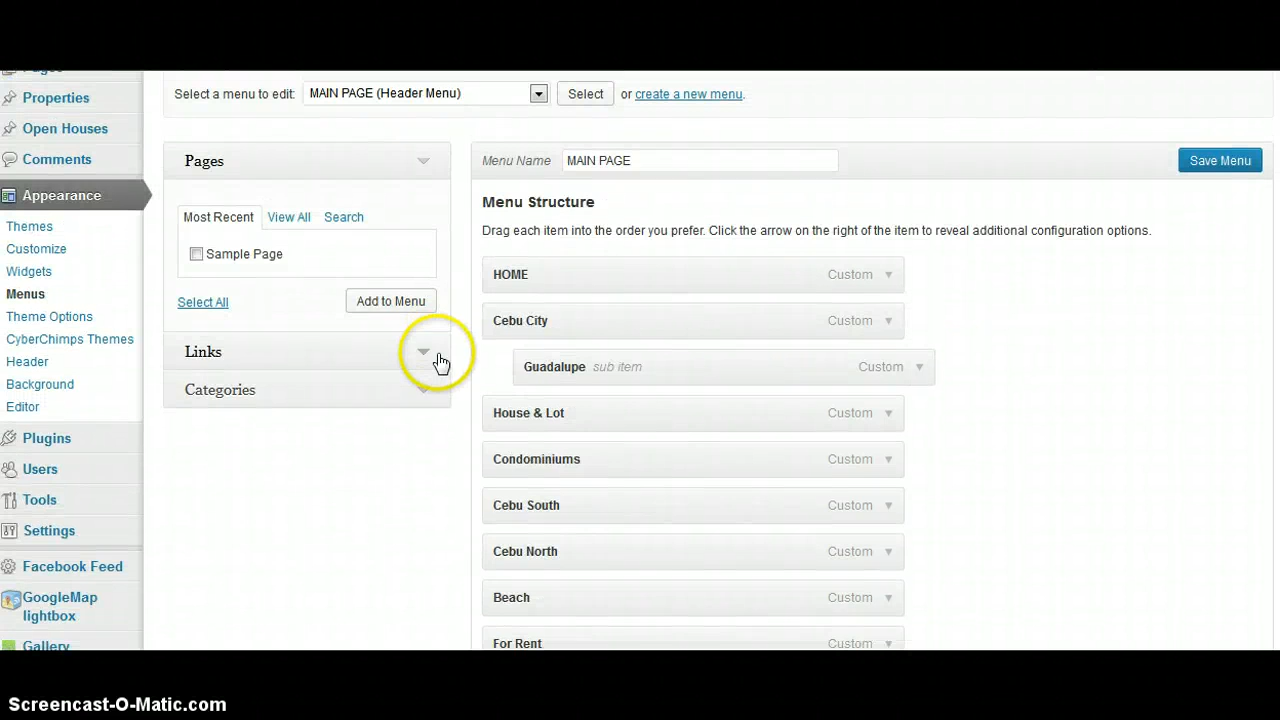 Pages
Properties
Open Houses
Comments
Appearance
Themes
Customize
Widgets
Menus
Theme Options
CyberChimps Themes
Header
Background
Editor
Plugins
Users
Tools
Settings
Facebook Feed
GoogleMap
lightbox
Gallery
Select a menu to edit: MAIN PAGE (Header Menu) Select or create a new menu.
Pages
Most Recent View All Search
Sample Page
Select All Add to Menu
Links
Categories
Menu Name MAIN PAGE Save Menu
Menu Structure
Drag each item into the order you prefer. Click the arrow on the right of the item to reveal additional configuration options.
HOME Custom
Cebu City Custom
Guadalupe sub item Custom
House & Lot Custom
Condominiums Custom
Cebu South Custom
Cebu North Custom
Beach Custom
For Rent Custom
Screencast-O-Matic.com